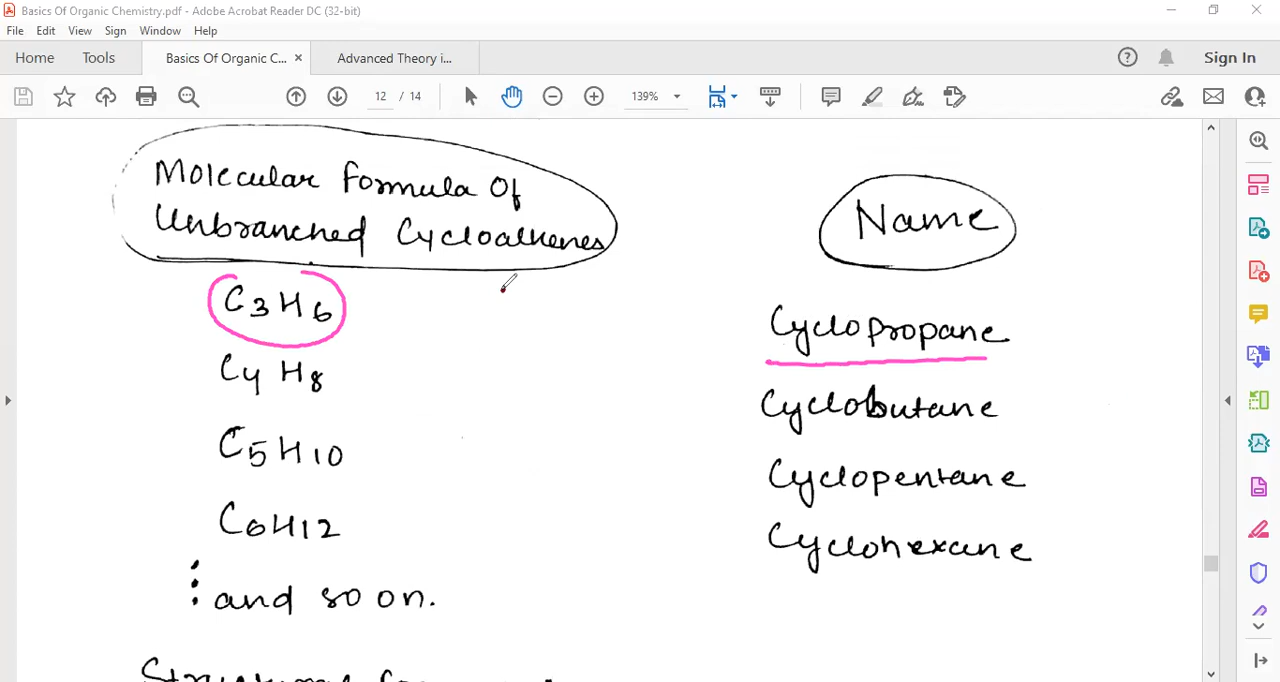 Basics Of Organic Chemistry.pdf - Adobe Acrobat Reader DC (32-bit)
File Edit View Sign Window Help
Home Tools Basics Of Organic C... × Advanced Theory i... Sign In
12 / 14 139%
Molecular Formula Of
Unbranched Cycloalkenes
Name
C3H6 Cyclopropane
C4H8 Cyclobutane
C5H10 Cyclopentane
C6H12 Cyclohexane
and so on.